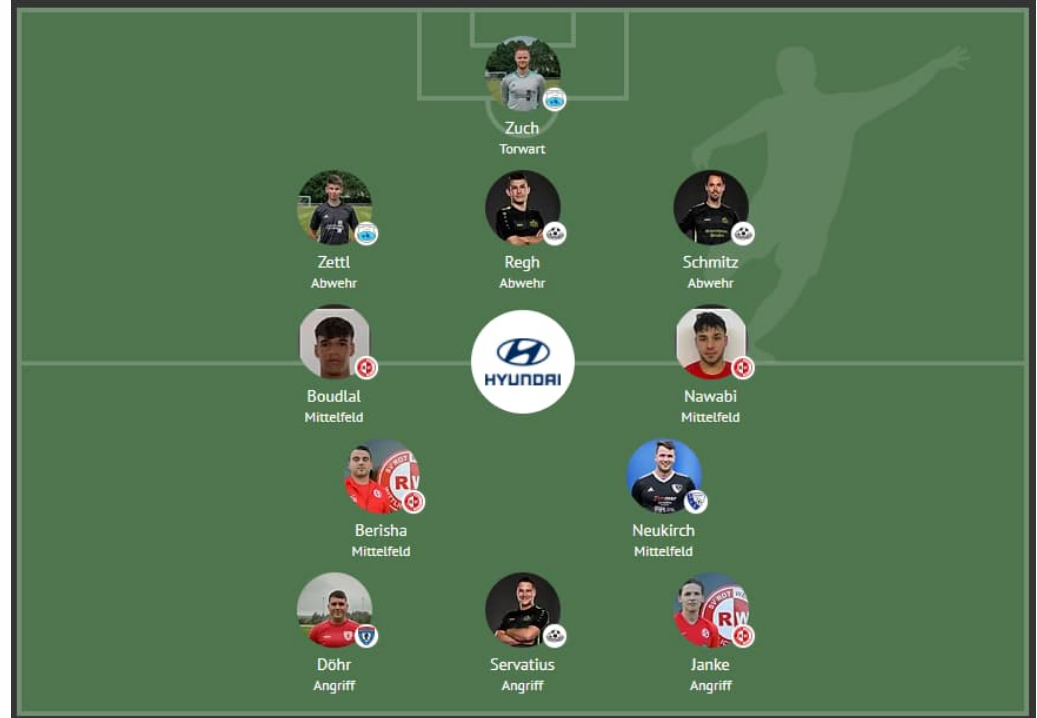 Zuch
Torwart
Zettl
Abwehr
Regh
Abwehr
Schmitz
Abwehr
HYUNDAI
Boudlal
Mittelfeld
Nawabi
Mittelfeld
Berisha
Mittelfeld
Neukirch
Mittelfeld
Döhr
Angriff
Servatius
Angriff
Janke
Angriff